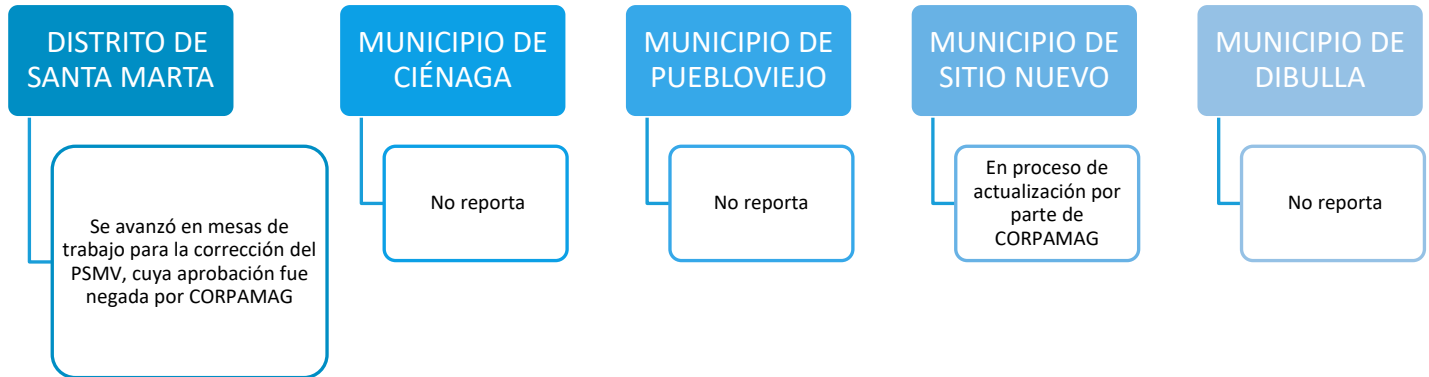 DISTRITO DE
SANTA MARTA
Se avanzó en mesas de
trabajo para la corrección del
PSMV, cuya aprobación fue
negada por CORPAMAG
MUNICIPIO DE
CIÉNAGA
No reporta
MUNICIPIO DE
PUEBLOVIEJO
No reporta
MUNICIPIO DE
SITIO NUEVO
En proceso de
actualización por
parte de
CORPAMAG
MUNICIPIO DE
DIBULLA
No reporta